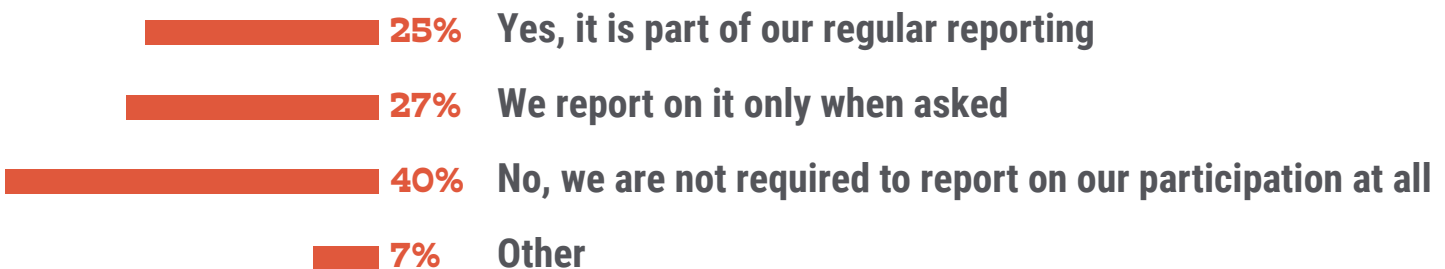 25% Yes, it is part of our regular reporting
27% We report on it only when asked
40% No, we are not required to report on our participation at all
7% Other